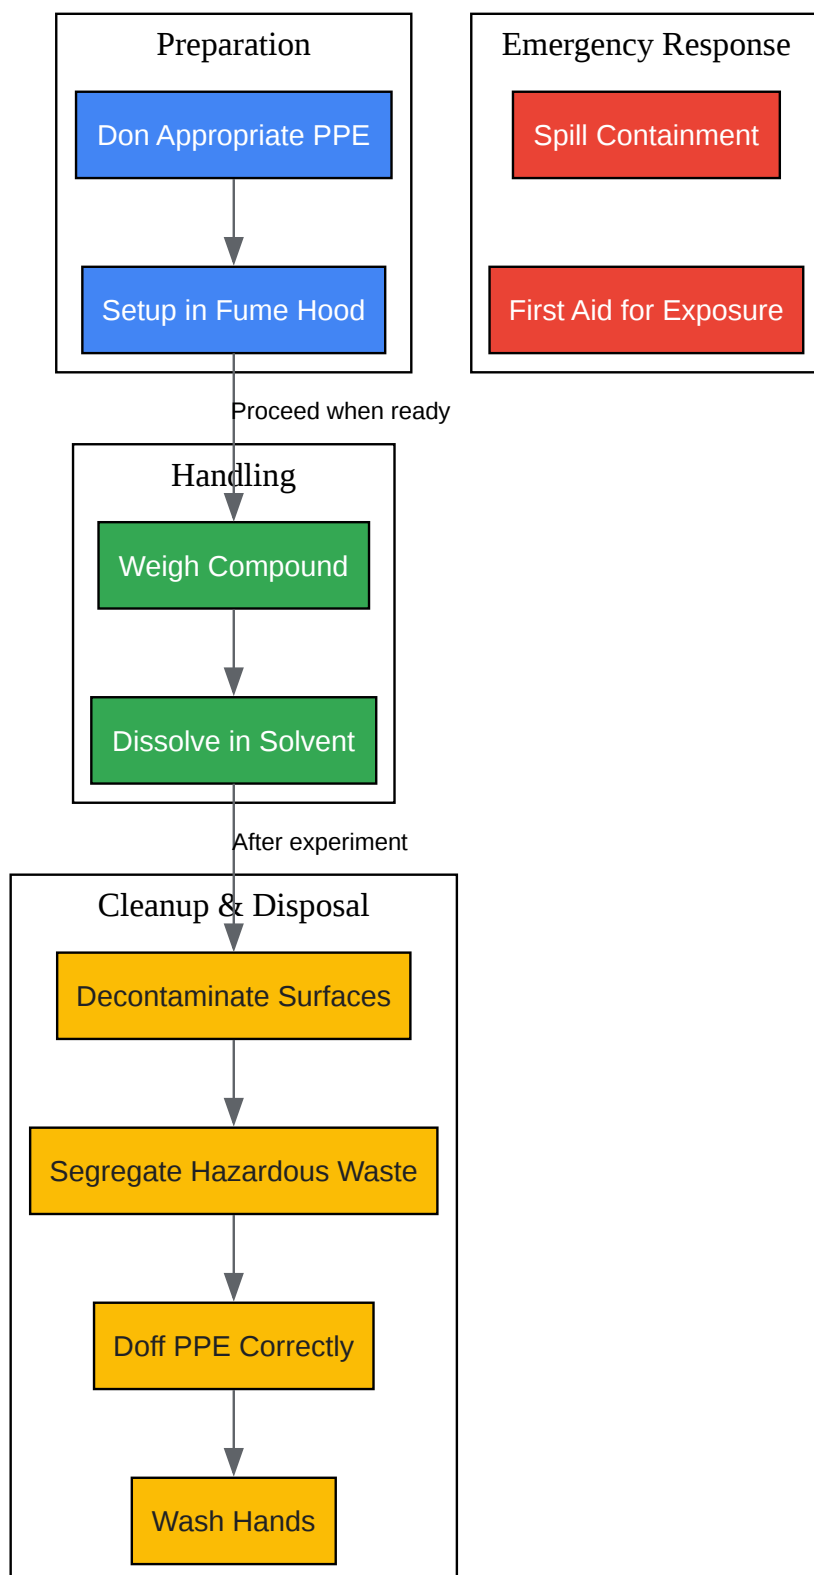 Preparation
Don Appropriate PPE
Setup in Fume Hood
Emergency Response
Spill Containment
First Aid for Exposure
Proceed when ready
Handling
Weigh Compound
Dissolve in Solvent
After experiment
Cleanup & Disposal
Decontaminate Surfaces
Segregate Hazardous Waste
Doff PPE Correctly
Wash Hands